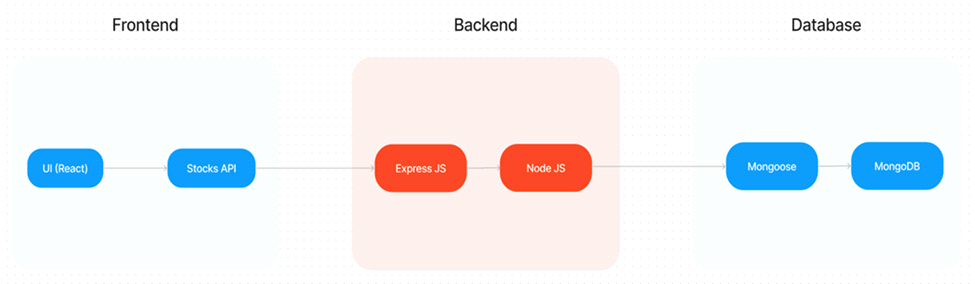 Frontend
Backend
Database
UI (React)
Stocks API
Express JS
Node JS
Mongoose
MongoDB